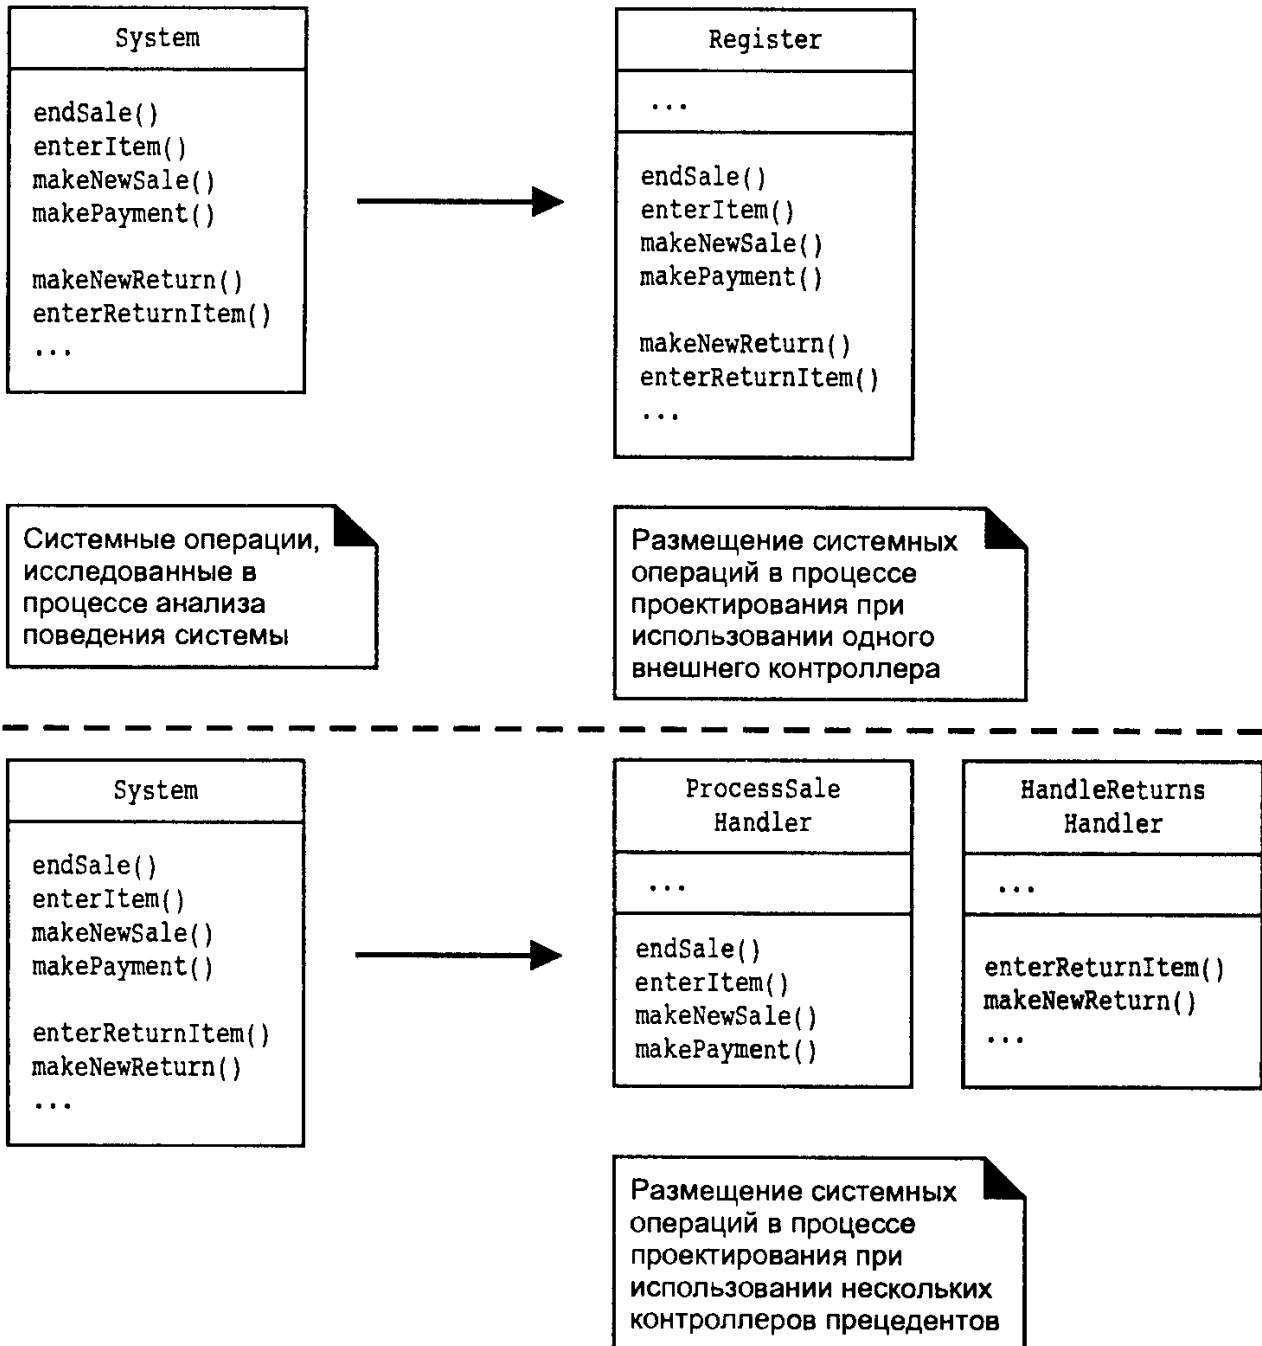 System
endSale()
enterItem()
makeNewSale()
makePayment()
makeNewReturn()
enterReturnItem()
...
Register
...
endSale()
enterItem()
makeNewSale()
makePayment()
makeNewReturn()
enterReturnItem()
...
Системные операции,
исследованные в
процессе анализа
поведения системы
Размещение системных
операций в процессе
проектирования при
использовании одного
внешнего контроллера
System
endSale()
enterItem()
makeNewSale()
makePayment()
enterReturnItem()
makeNewReturn()
...
ProcessSale
Handler
...
endSale()
enterItem()
makeNewSale()
makePayment()
HandleReturns
Handler
...
enterReturnItem()
makeNewReturn()
...
Размещение системных
операций в процессе
проектирования при
использовании нескольких
контроллеров прецедентов